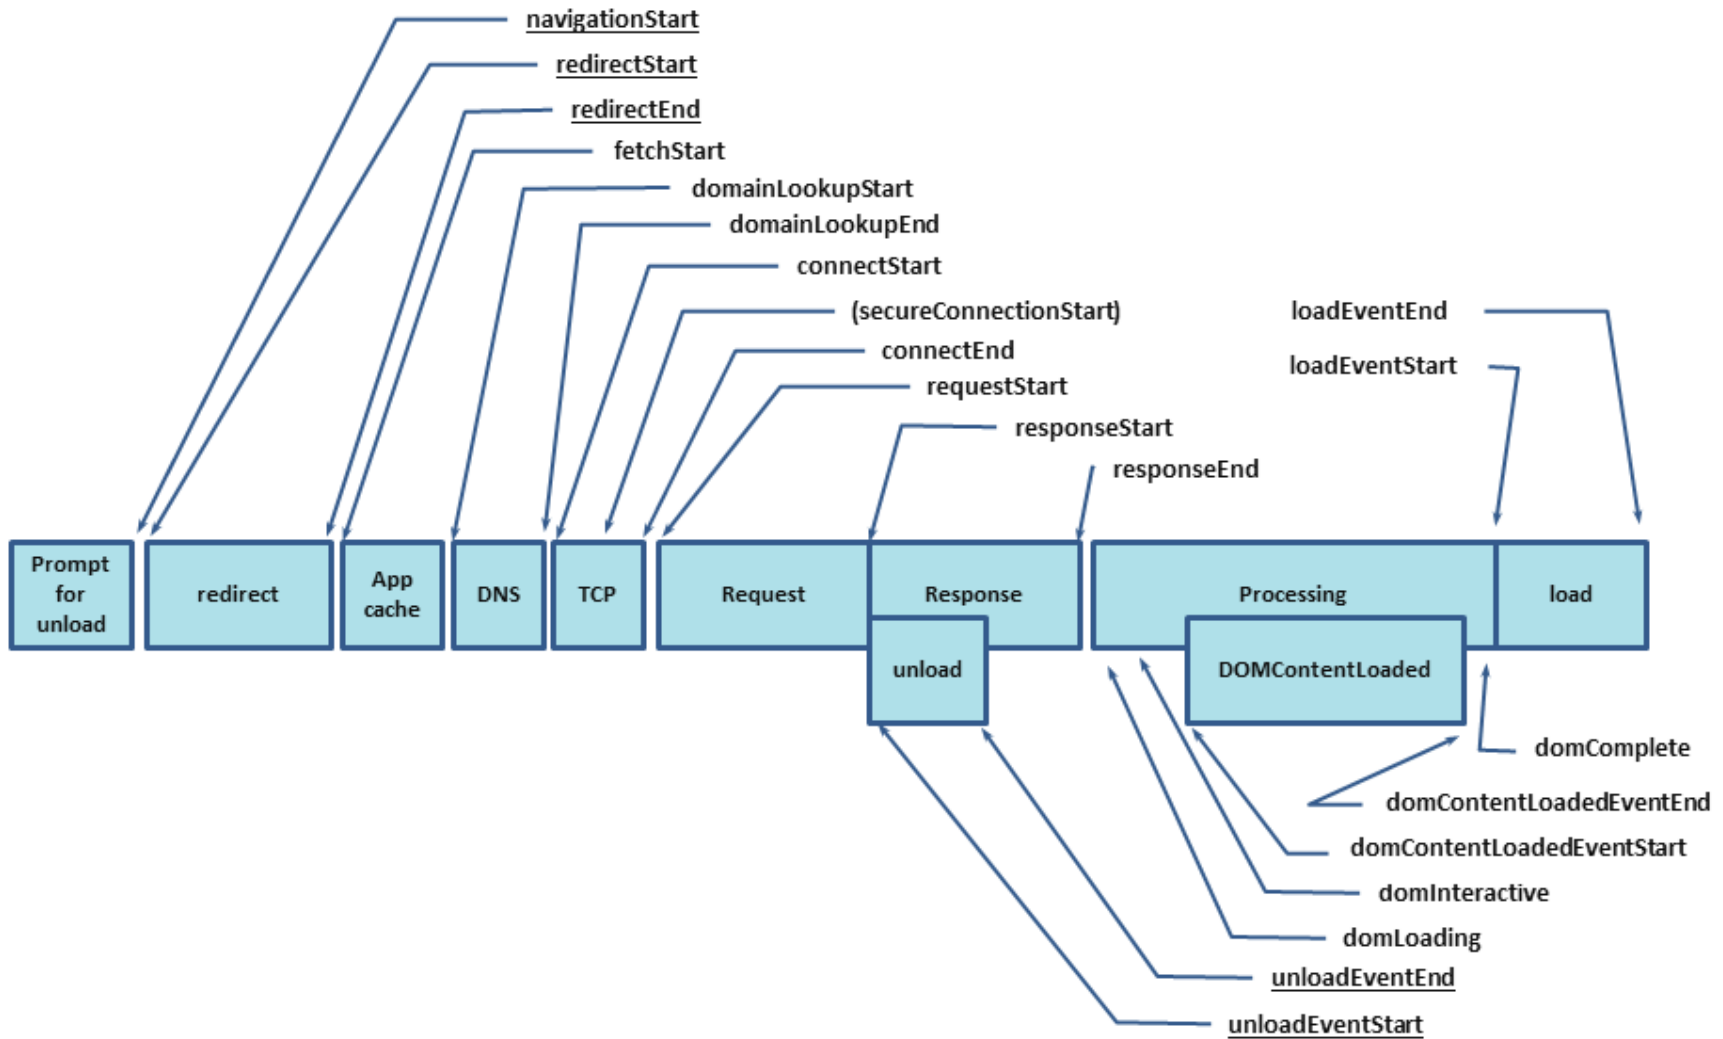 navigationStart
redirectStart
redirectEnd
fetchStart
domainLookupStart
domainLookupEnd
connectStart
(secureConnectionStart)
loadEventEnd
connectEnd
loadEventStart
requestStart
responseStart
responseEnd
Prompt
for
unload
redirect
App
cache
DNS
TCP
Request
Response
Processing
load
unload
DOMContentLoaded
domComplete
domContentLoadedEventEnd
domContentLoadedEventStart
domInteractive
domLoading
unloadEventEnd
unloadEventStart